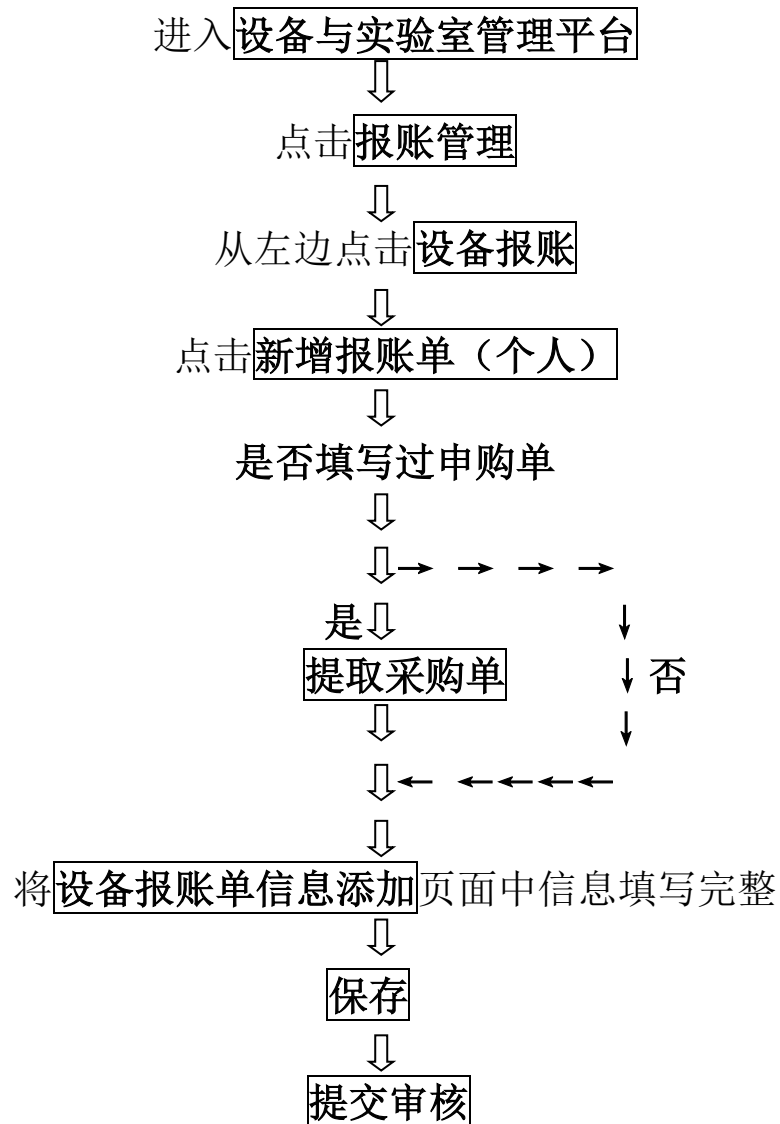 进入设备与实验室管理平台
点击报账管理
从左边点击设备报账
点击新增报账单（个人）
是否填写过申购单
是
提取采购单
否
将设备报账单信息添加页面中信息填写完整
保存
提交审核